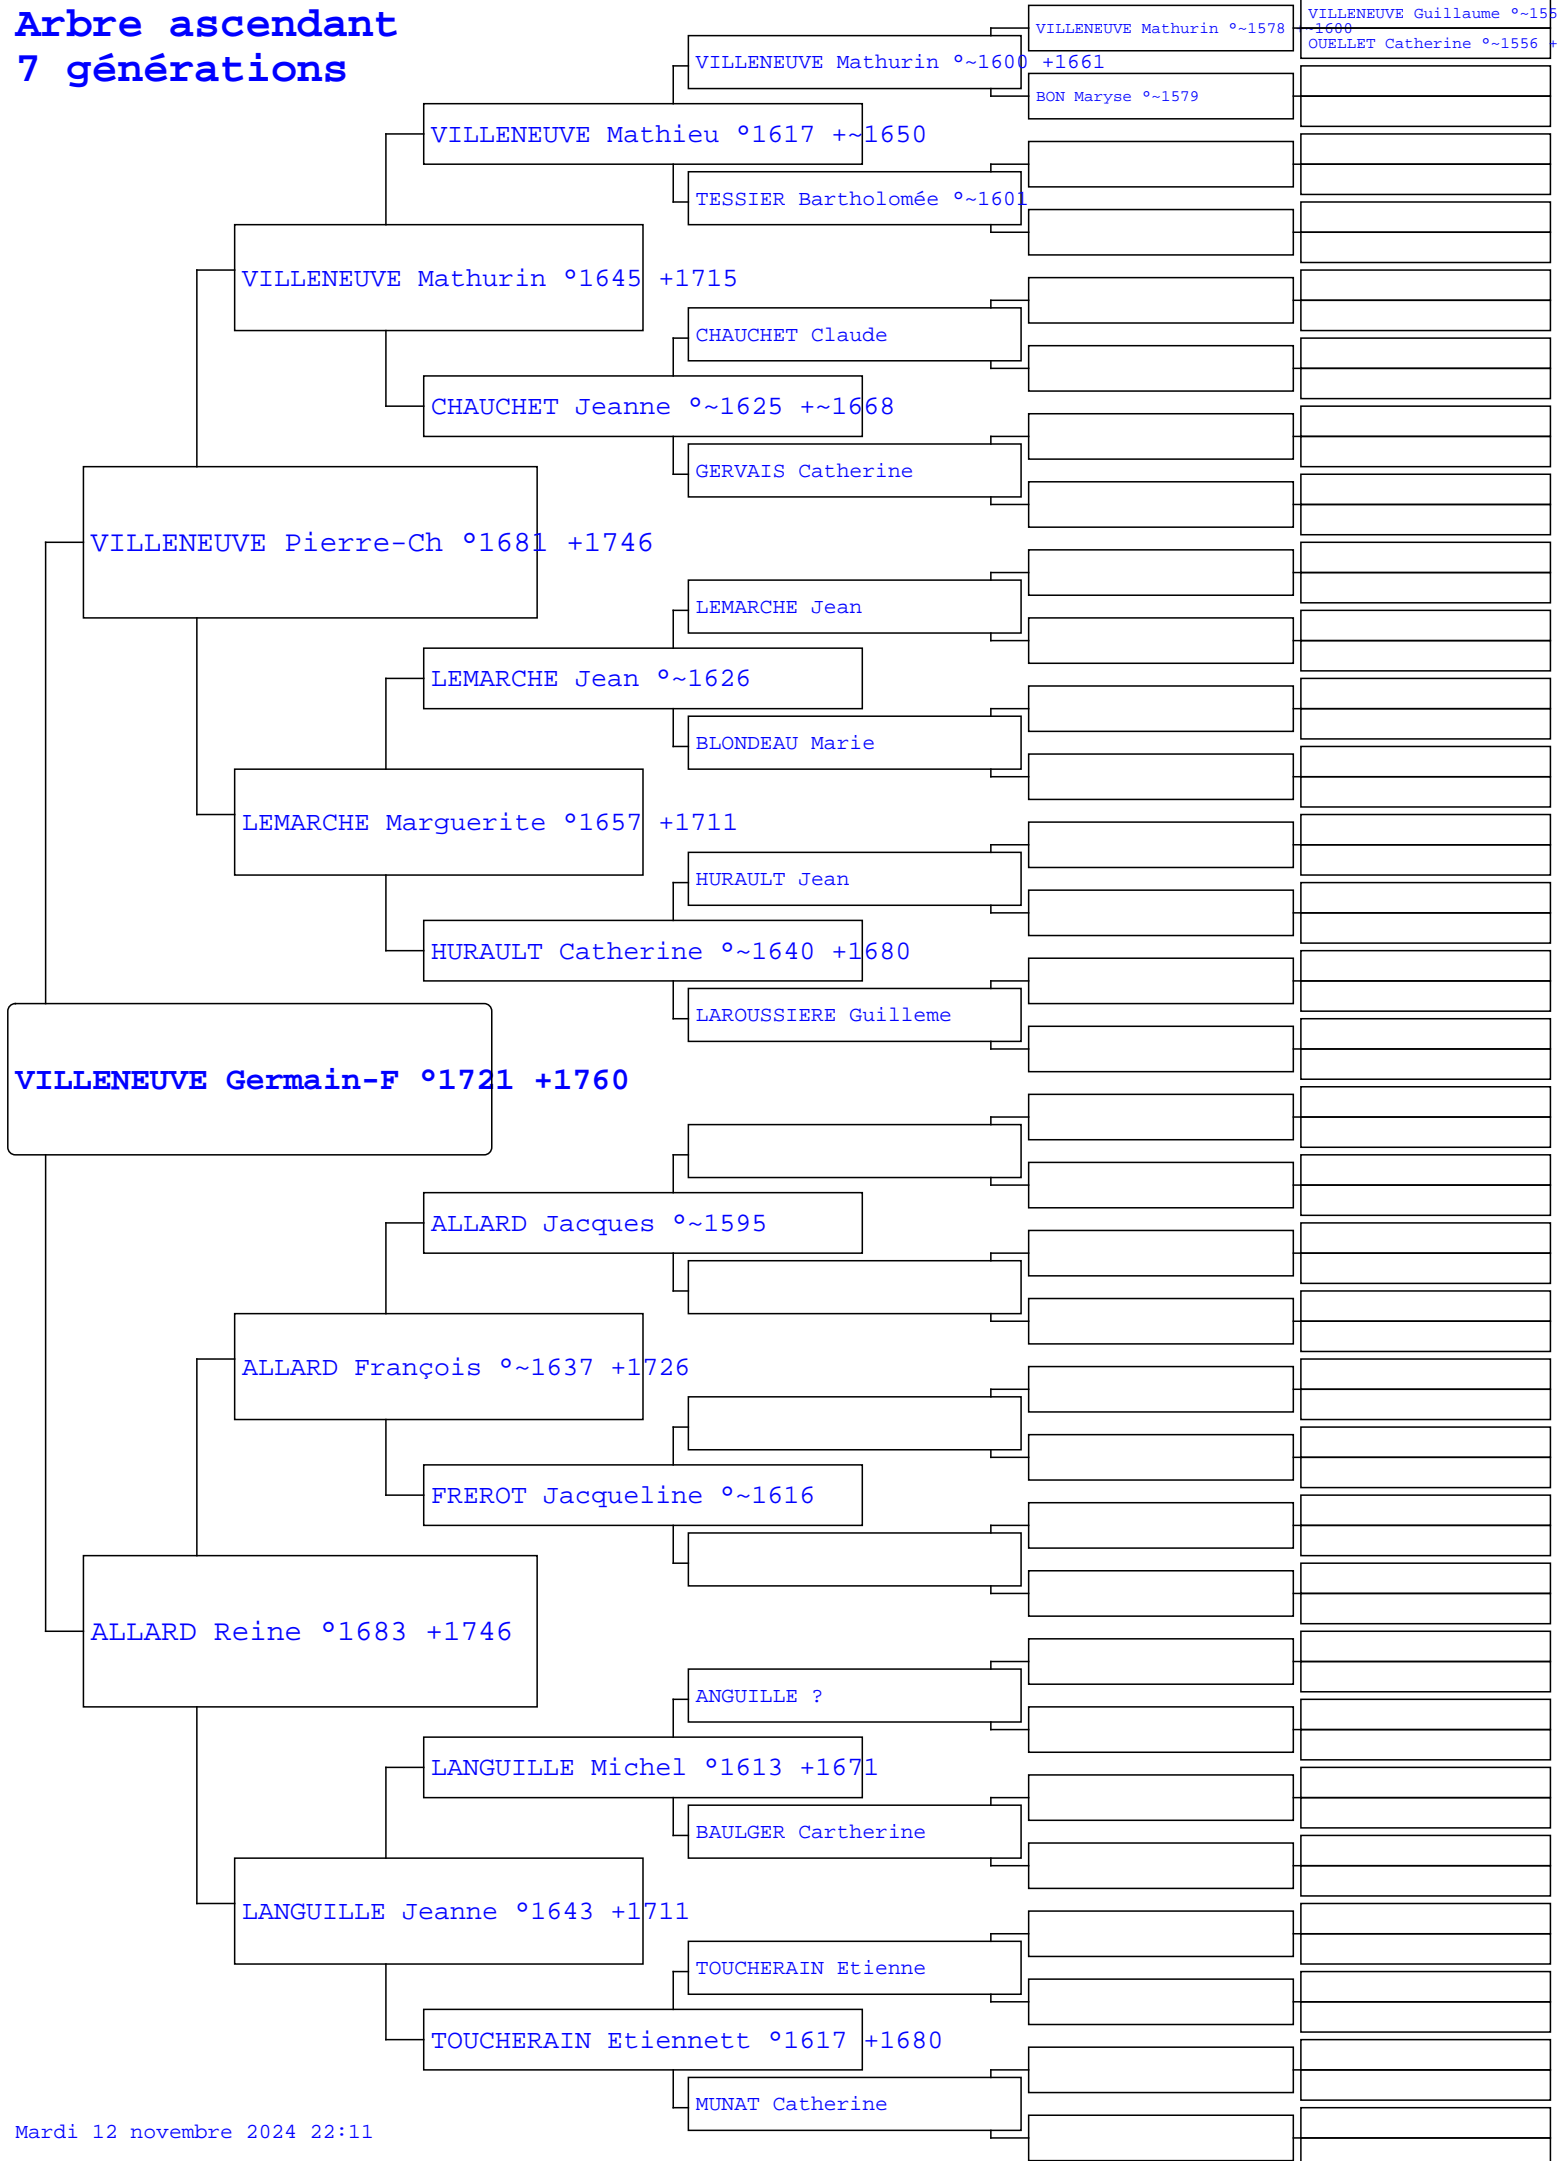 Arbre ascendant
7 générations
VILLENEUVE Guillaume °~155
VILLENEUVE Mathurin °~1578 +~1600
OUELLET Catherine °~1556 +
VILLENEUVE Mathurin °~1600 +1661
BON Maryse °~1579
VILLENEUVE Mathieu °1617 +~1650
TESSIER Bartholomée °~1601
VILLENEUVE Mathurin °1645 +1715
CHAUCHET Claude
CHAUCHET Jeanne °~1625 +~1668
GERVAIS Catherine
VILLENEUVE Pierre-Ch °1681 +1746
LEMARCHE Jean
LEMARCHE Jean °~1626
BLONDEAU Marie
LEMARCHE Marguerite °1657 +1711
HURAULT Jean
HURAULT Catherine °~1640 +1680
LAROUSSIERE Guilleme
VILLENEUVE Germain-F °1721 +1760
ALLARD Jacques °~1595
ALLARD François °~1637 +1726
FREROT Jacqueline °~1616
ALLARD Reine °1683 +1746
ANGUILLE ?
LANGUILLE Michel °1613 +1671
BAULGER Cartherine
LANGUILLE Jeanne °1643 +1711
TOUCHERAIN Etienne
TOUCHERAIN Etiennett °1617 +1680
MUNAT Catherine
Mardi 12 novembre 2024 22:11